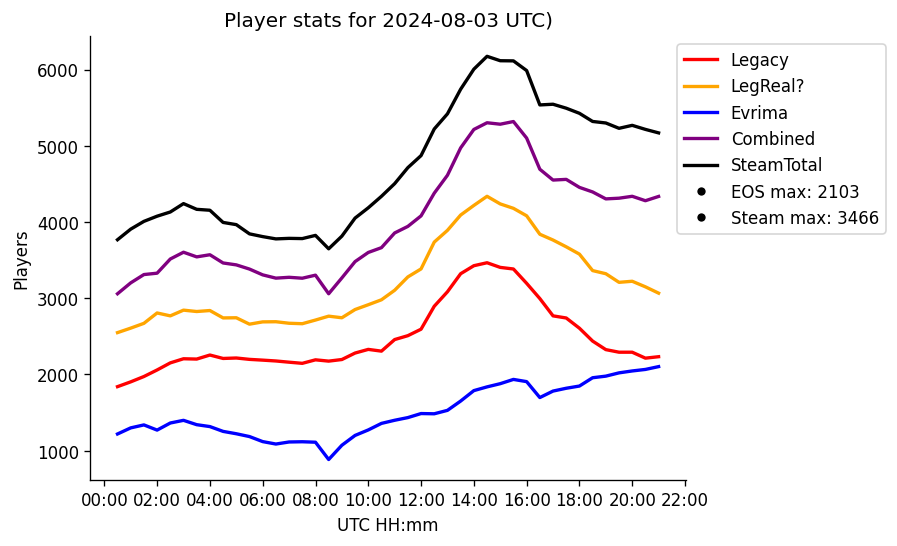 Player stats for 2024-08-03 UTC)
Players
6000
5000
4000
3000
2000
1000
00:00 02:00 04:00 06:00 08:00 10:00 12:00 14:00 16:00 18:00 20:00 22:00
UTC HH:mm
Legacy
LegReal?
Evrima
Combined
SteamTotal
EOS max: 2103
Steam max: 3466